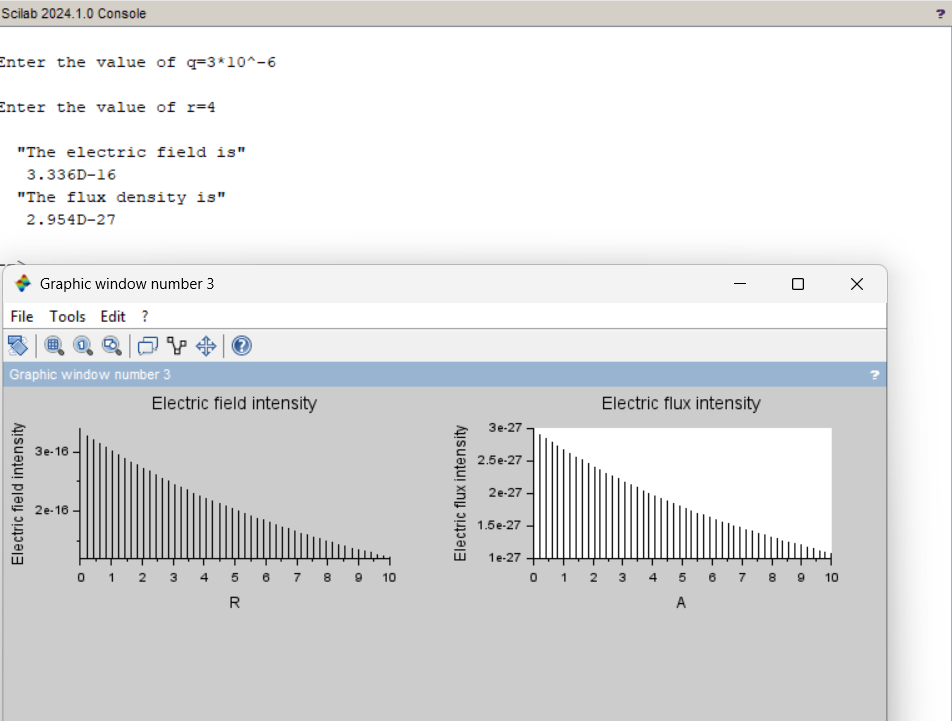 Scilab 2024.1.0 Console ?
Enter the value of q=3*10^-6
Enter the value of r=4
"The electric field is"
3.336D-16
"The flux density is"
2.954D-27
Graphic window number 3
File Tools Edit ?
Graphic window number 3 ?
Electric field intensity
Electric field intensity
3e-16
2e-16
0 1 2 3 4 5 6 7 8 9 10
R
Electric flux intensity
Electric flux intensity
3e-27
2.5e-27
2e-27
1.5e-27
1e-27
0 1 2 3 4 5 6 7 8 9 10
A